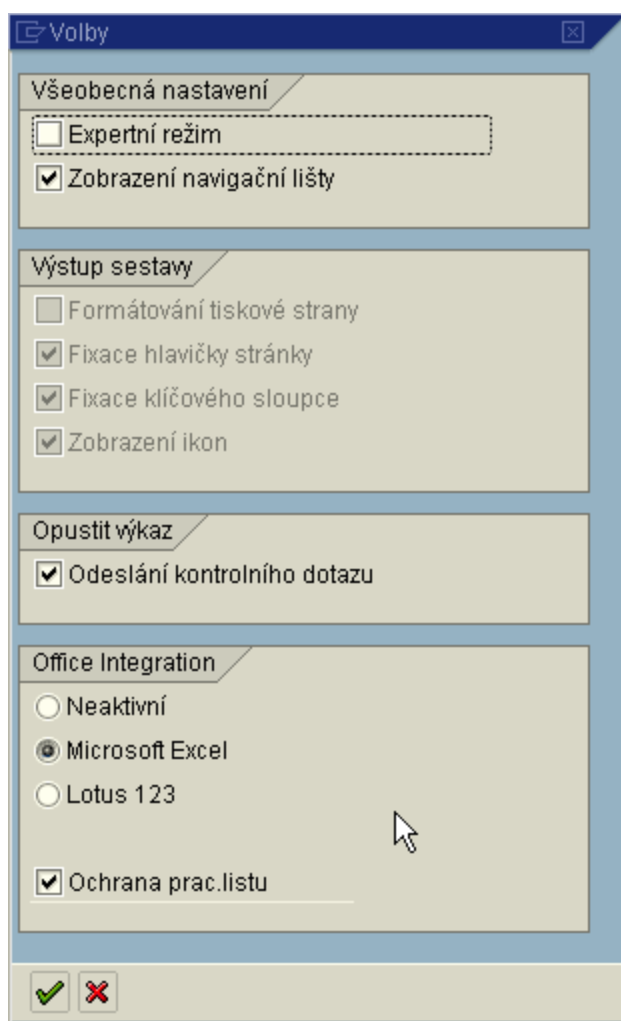 Volby
Všeobecná nastavení
Expertní režim
Zobrazení navigační lišty
Výstup sestavy
Formátování tiskové strany
Fixace hlavičky stránky
Fixace klíčového sloupce
Zobrazení ikon
Opustit výkaz
Odeslání kontrolního dotazu
Office Integration
Neaktivní
Microsoft Excel
Lotus 123
Ochrana prac.listu